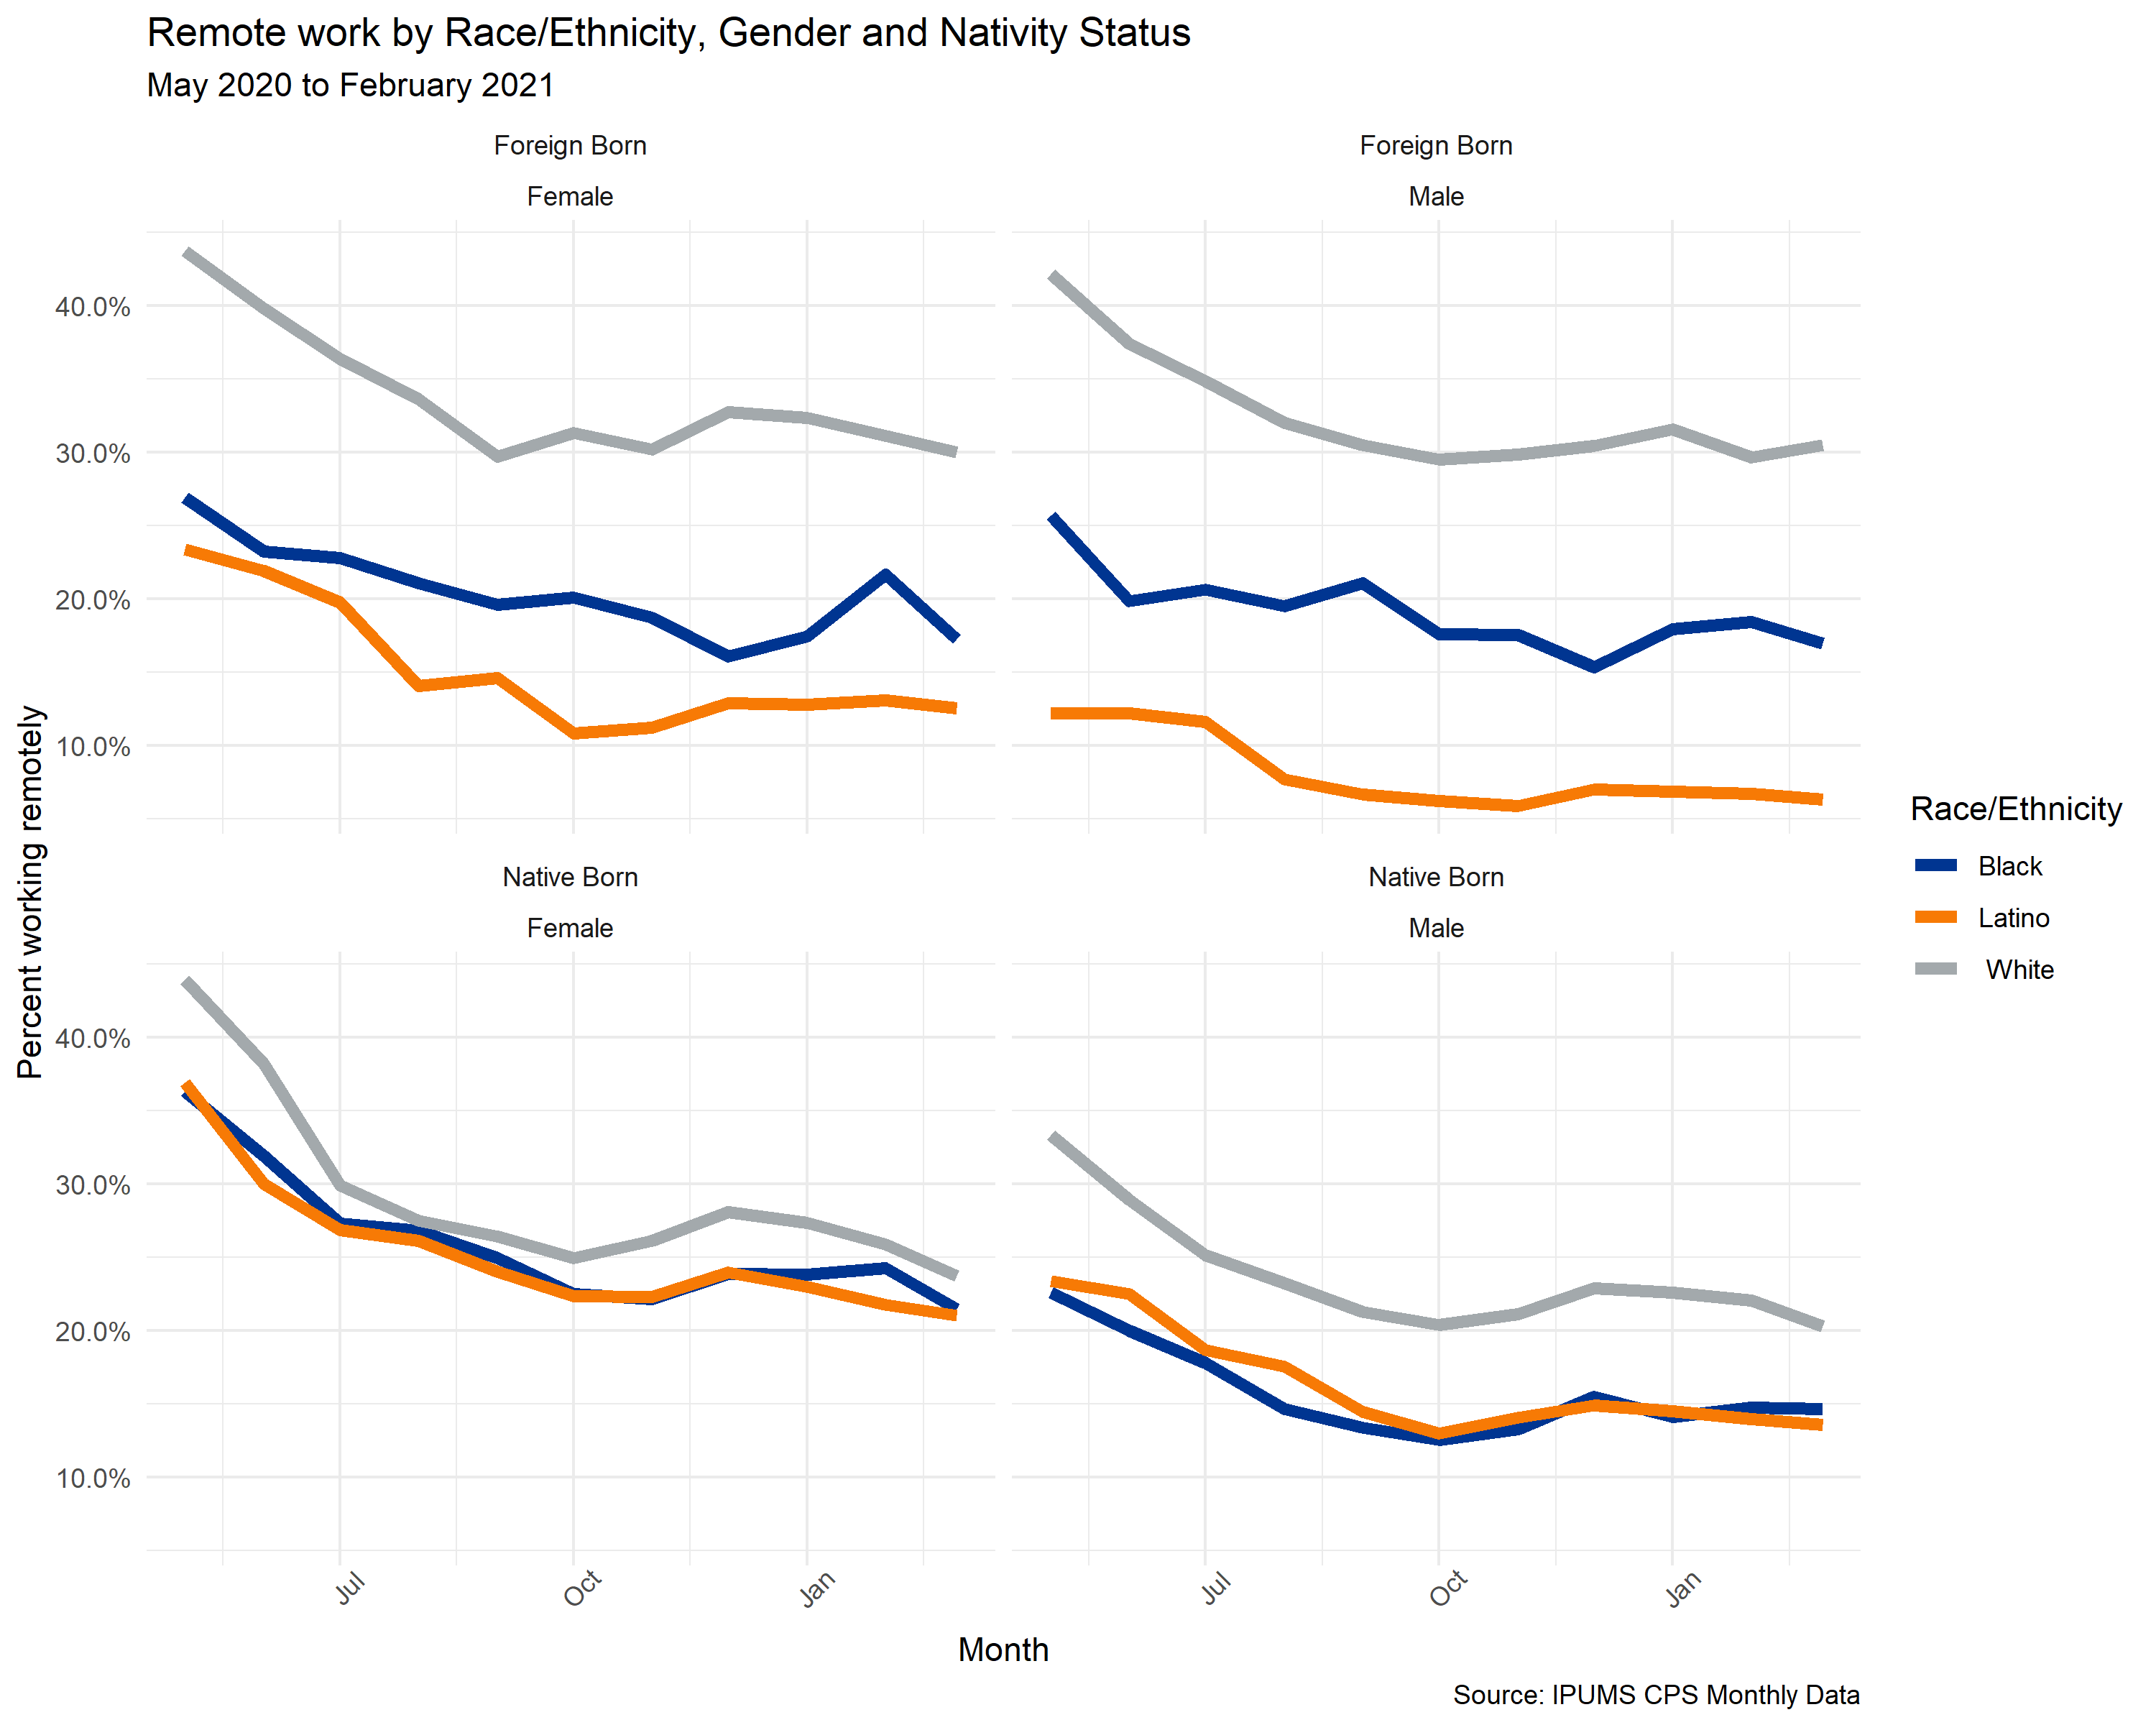 Remote work by Race/Ethnicity, Gender and Nativity Status
May 2020 to February 2021
Foreign Born
Female
Foreign Born
Male
40.0%
30.0%
20.0%
10.0%
Native Born
Female
Native Born
Male
40.0%
30.0%
20.0%
10.0%
Percent working remotely
Jul
Oct
Jan
Jul
Oct
Jan
Month
Race/Ethnicity
Black
Latino
White
Source: IPUMS CPS Monthly Data